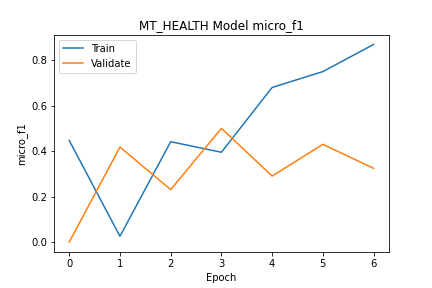 MT_HEALTH Model micro_f1
Train
Validate
micro_f1
0.8
0.6
0.4
0.2
0.0
0 1 2 3 4 5 6
Epoch